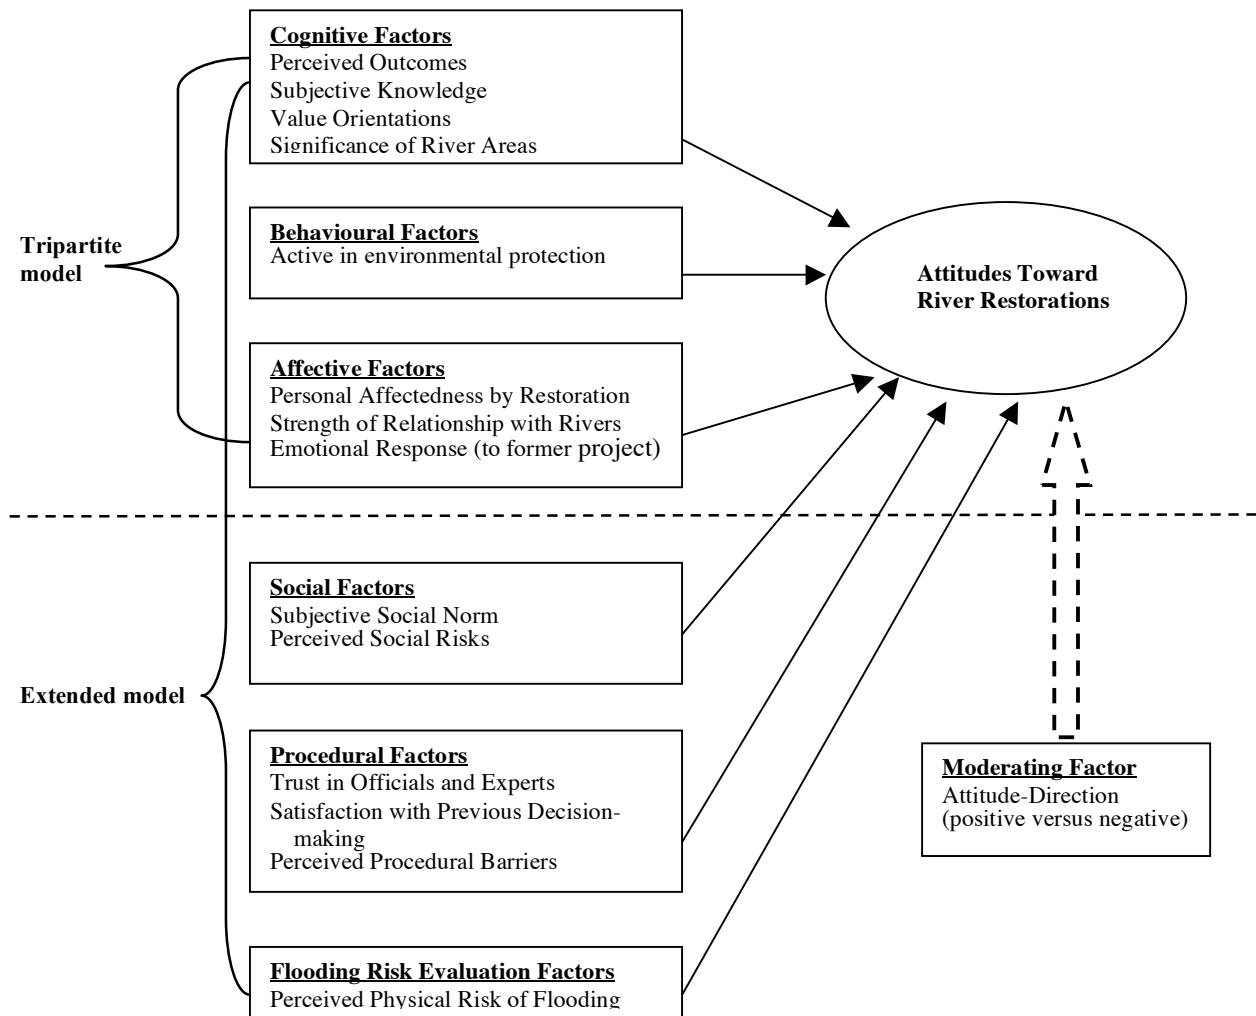 Cognitive Factors
Perceived Outcomes
Subjective Knowledge
Value Orientations
Significance of River Areas
Behavioural Factors
Active in environmental protection
Tripartite
model
Attitudes Toward
River Restorations
Affective Factors
Personal Affectedness by Restoration
Strength of Relationship with Rivers
Emotional Response (to former project)
Social Factors
Subjective Social Norm
Perceived Social Risks
Extended model
Procedural Factors
Trust in Officials and Experts
Satisfaction with Previous Decision-
making
Perceived Procedural Barriers
Moderating Factor
Attitude-Direction
(positive versus negative)
Flooding Risk Evaluation Factors
Perceived Physical Risk of Flooding